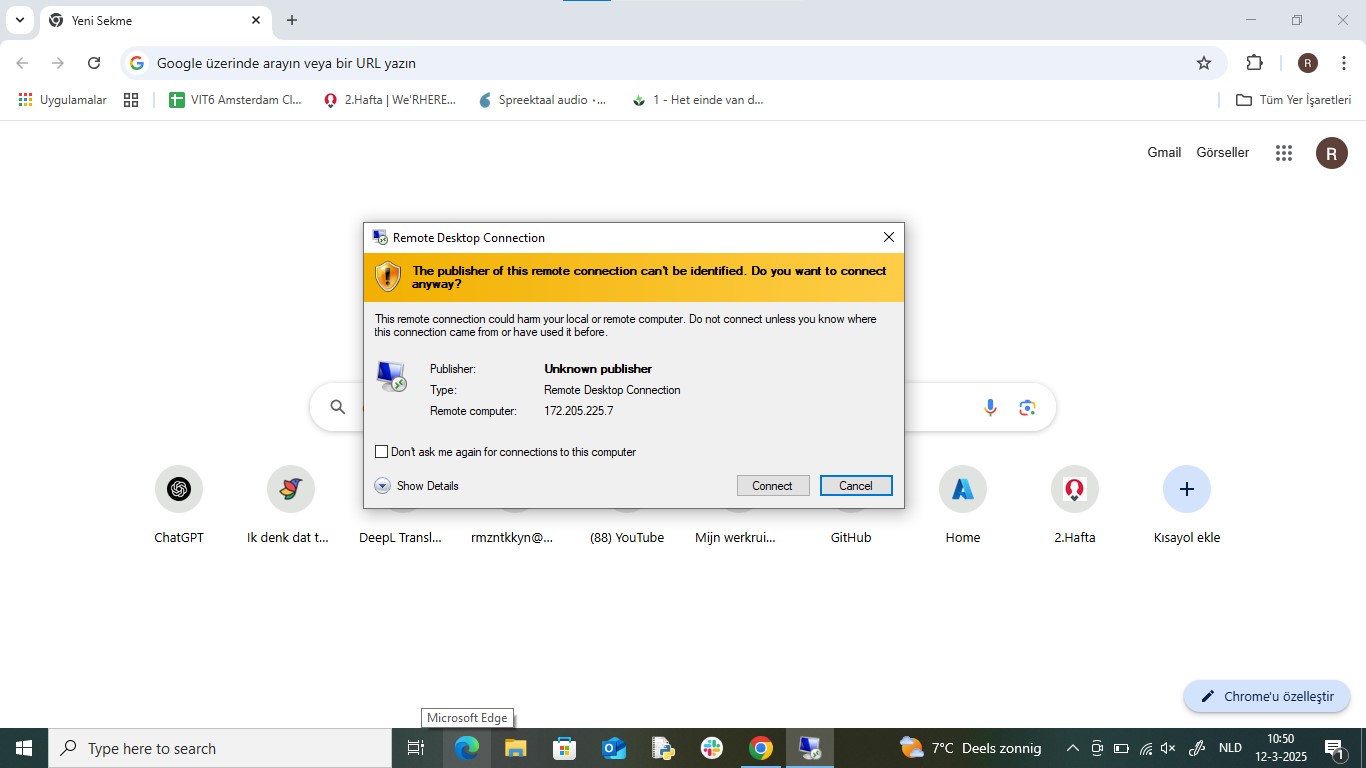 Yeni Sekme
Google üzerinde arayın veya bir URL yazın
R
Uygulamalar
VIT6 Amsterdam Cl...
2.Hafta | We'RHERE...
Spreektaal audio •...
1 - Het einde van d...
Tüm Yer İşaretleri
Gmail
Görseller
R
Remote Desktop Connection
The publisher of this remote connection can't be identified. Do you want to connect
anyway?
This remote connection could harm your local or remote computer. Do not connect unless you know where
this connection came from or have used it before.
Publisher:
Unknown publisher
Type:
Remote Desktop Connection
Remote computer:
172.205.225.7
Don't ask me again for connections to this computer
Show Details
Connect
Cancel
ChatGPT
Ik denk dat t...
DeepL Transl...
rmzntkkyn@...
(88) YouTube
Mijn werkrui...
GitHub
Home
2.Hafta
Kısayol ekle
Chrome'u özelleştir
Microsoft Edge
Type here to search
7°C Deels zonnig
NLD
10:50
12-3-2025
1